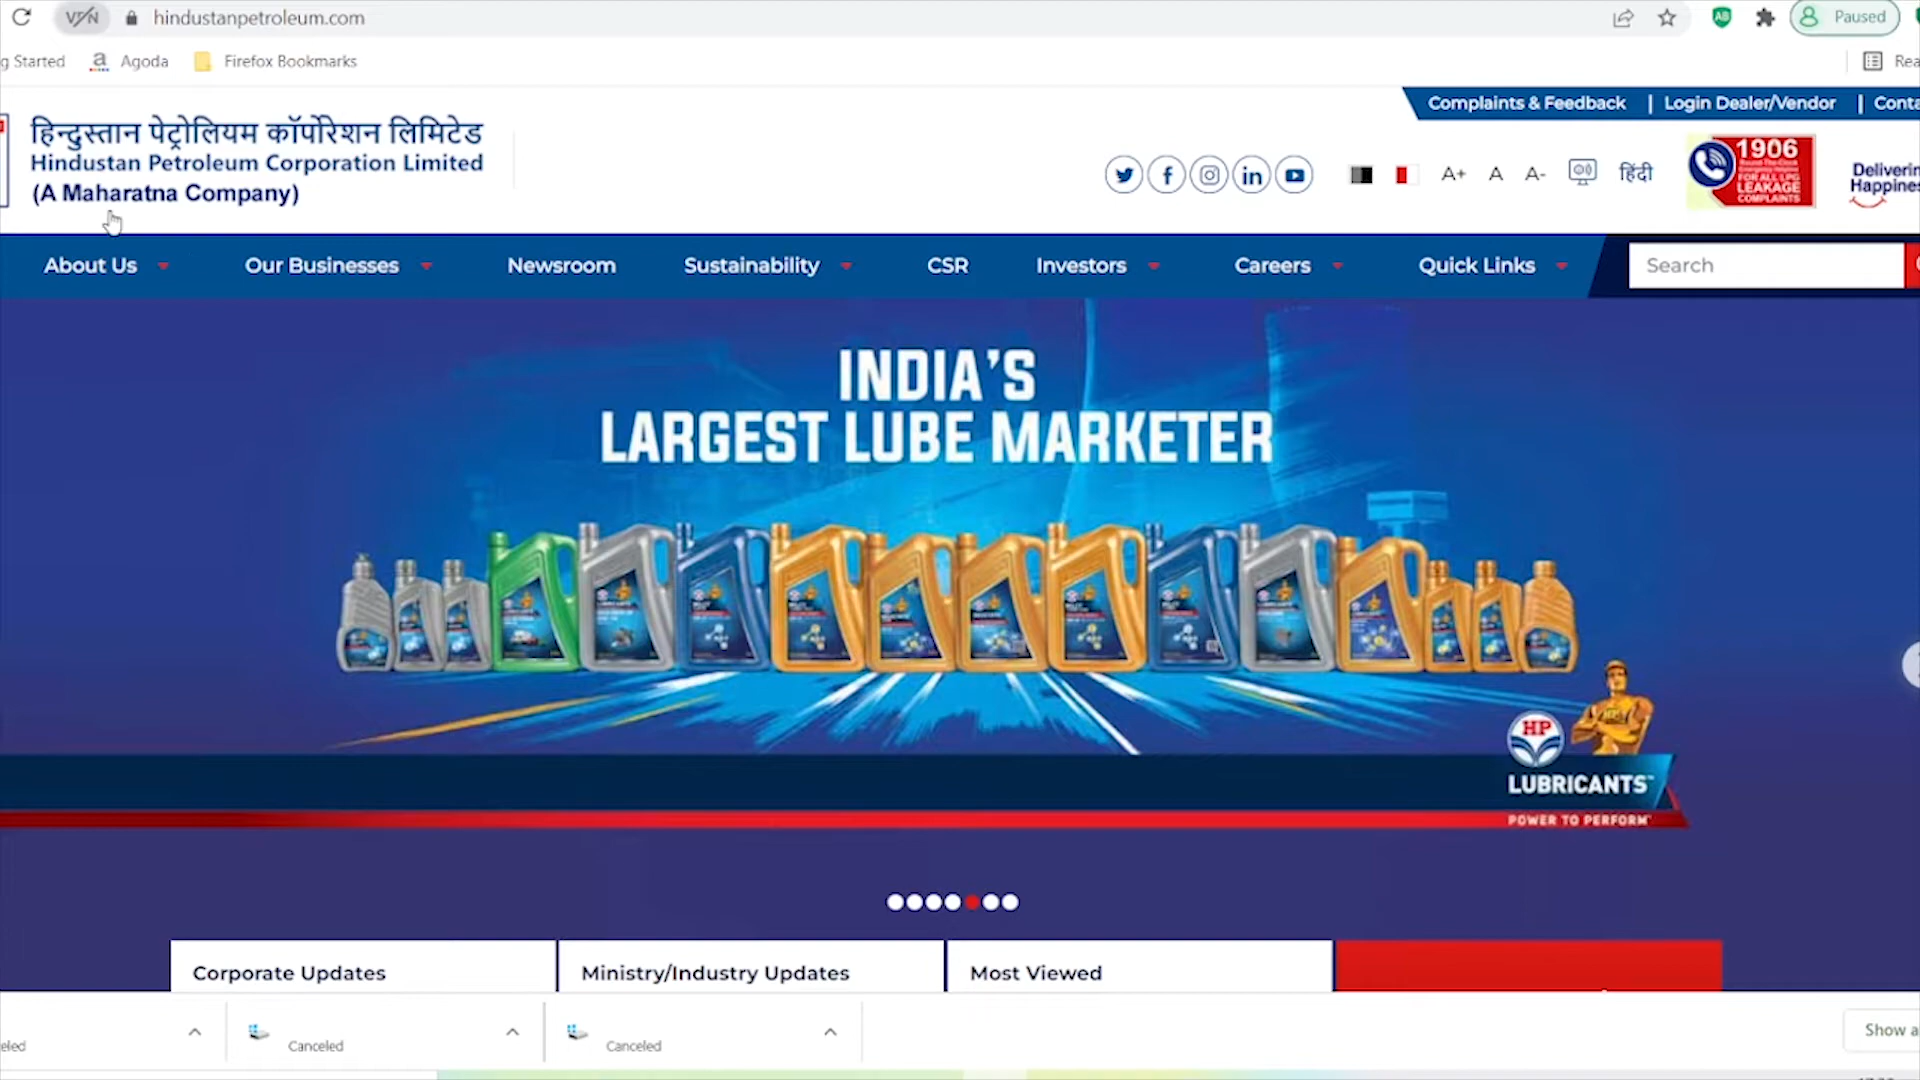 VPN hindustanpetroleum.com
Paused
g Started Agoda Firefox Bookmarks
Rea
Complaints & Feedback | Login Dealer/Vendor | Conta
हिन्दुस्तान पेट्रोलियम कॉर्पोरेशन लिमिटेड
Hindustan Petroleum Corporation Limited
(A Maharatna Company)
A+ A A- हिंदी
1906
Round-The-Clock
Emergency Helpline
FOR ALL LPG
LEAKAGE
COMPLAINTS
Deliverin
Happines
About Us Our Businesses Newsroom Sustainability CSR Investors Careers Quick Links Search
INDIA'S
LARGEST LUBE MARKETER
HP
LUBRICANTS™
POWER TO PERFORM™
Corporate Updates Ministry/Industry Updates Most Viewed
eled Canceled Canceled
Show a